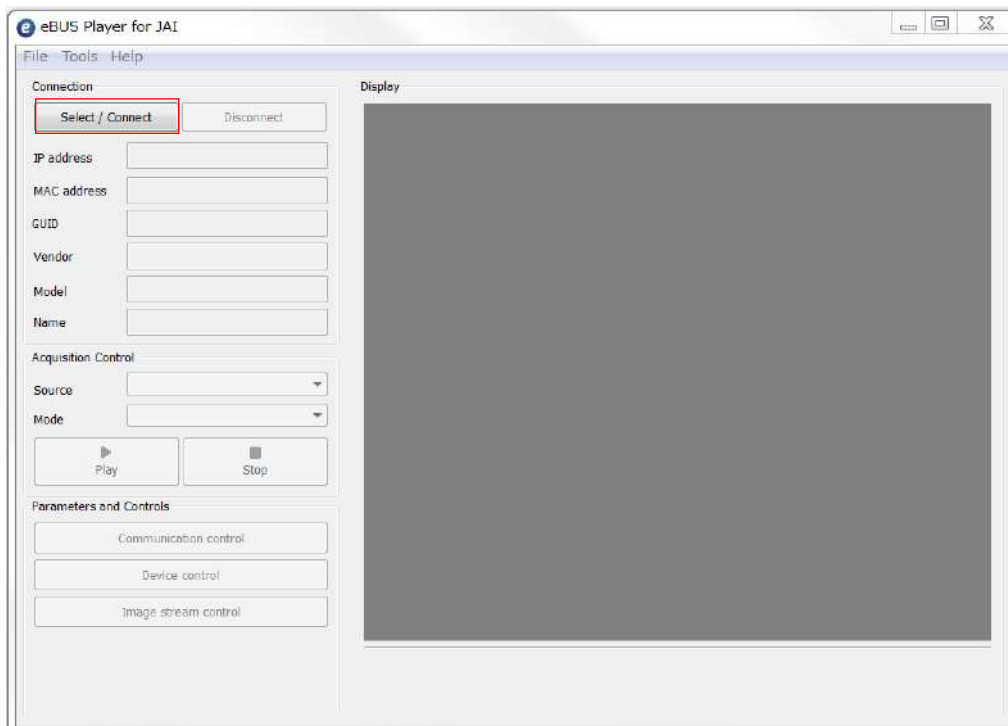 eBUS Player for JAI
File Tools Help
Connection
Display
Select / Connect
Disconnect
IP address
MAC address
GUID
Vendor
Model
Name
Acquisition Control
Source
Mode
Play
Stop
Parameters and Controls
Communication control
Device control
Image stream control